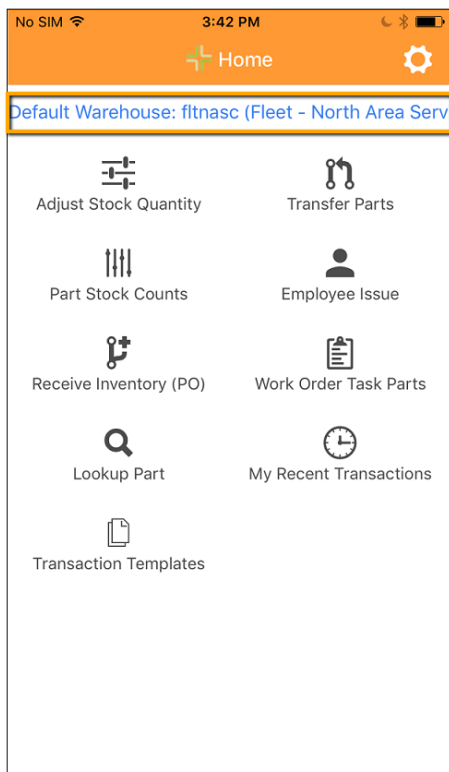 No SIM 3:42 PM
Home
Default Warehouse: fltnasc (Fleet - North Area Serv
Adjust Stock Quantity Transfer Parts
Part Stock Counts Employee Issue
Receive Inventory (PO) Work Order Task Parts
Lookup Part My Recent Transactions
Transaction Templates